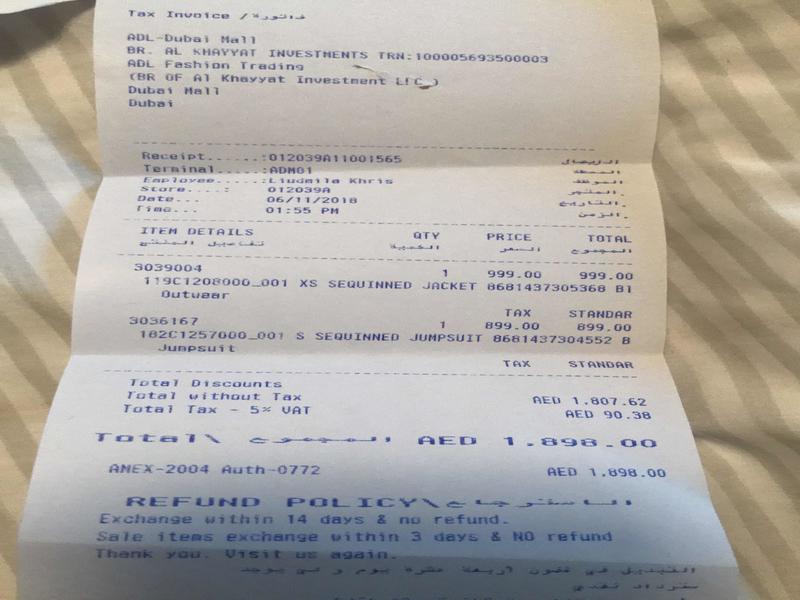 Tax Invoice / فاتورة
ADL-Dubai Mall
BR. AL KHAYYAT INVESTMENTS TRN:100005693500003
ADL Fashion Trading
(BR OF Al Khayyat Investment LLC )
Dubai Mall
Dubai
Receipt......:012039A11001565 الإيصال
Terminal.....:ADM01 المحطة
Employee.....:Liudmila Khris الموظف
Store....: 012039A المتجر.
Date... 06/11/2018 التاريخ.
Time... 01:55 PM الزمن.
ITEM DETAILS QTY PRICE TOTAL
تفاصيل المنتج الكمية السعر المجموع
3039004 1 999.00 999.00
119C1208000_001 XS SEQUINNED JACKET 8681437305368 Bl
Outwear
TAX STANDAR
3036167 1 899.00 899.00
182C1257000_001 S SEQUINNED JUMPSUIT 8681437304552 B
Jumpsuit
TAX STANDAR
Total Discounts
Total without Tax AED 1,807.62
Total Tax - 5% VAT AED 90.38
Total\ المجموع AED 1,898.00
AMEX-2004 Auth-0772 AED 1,898.00
REFUND POLICY\الاسترجاع
Exchange within 14 days & no refund.
Sale items exchange within 3 days & NO refund
Thank you. Visit us again.
التبديل في غضون اربعة عشرة يوم و لا يوجد
سترداد نقدي